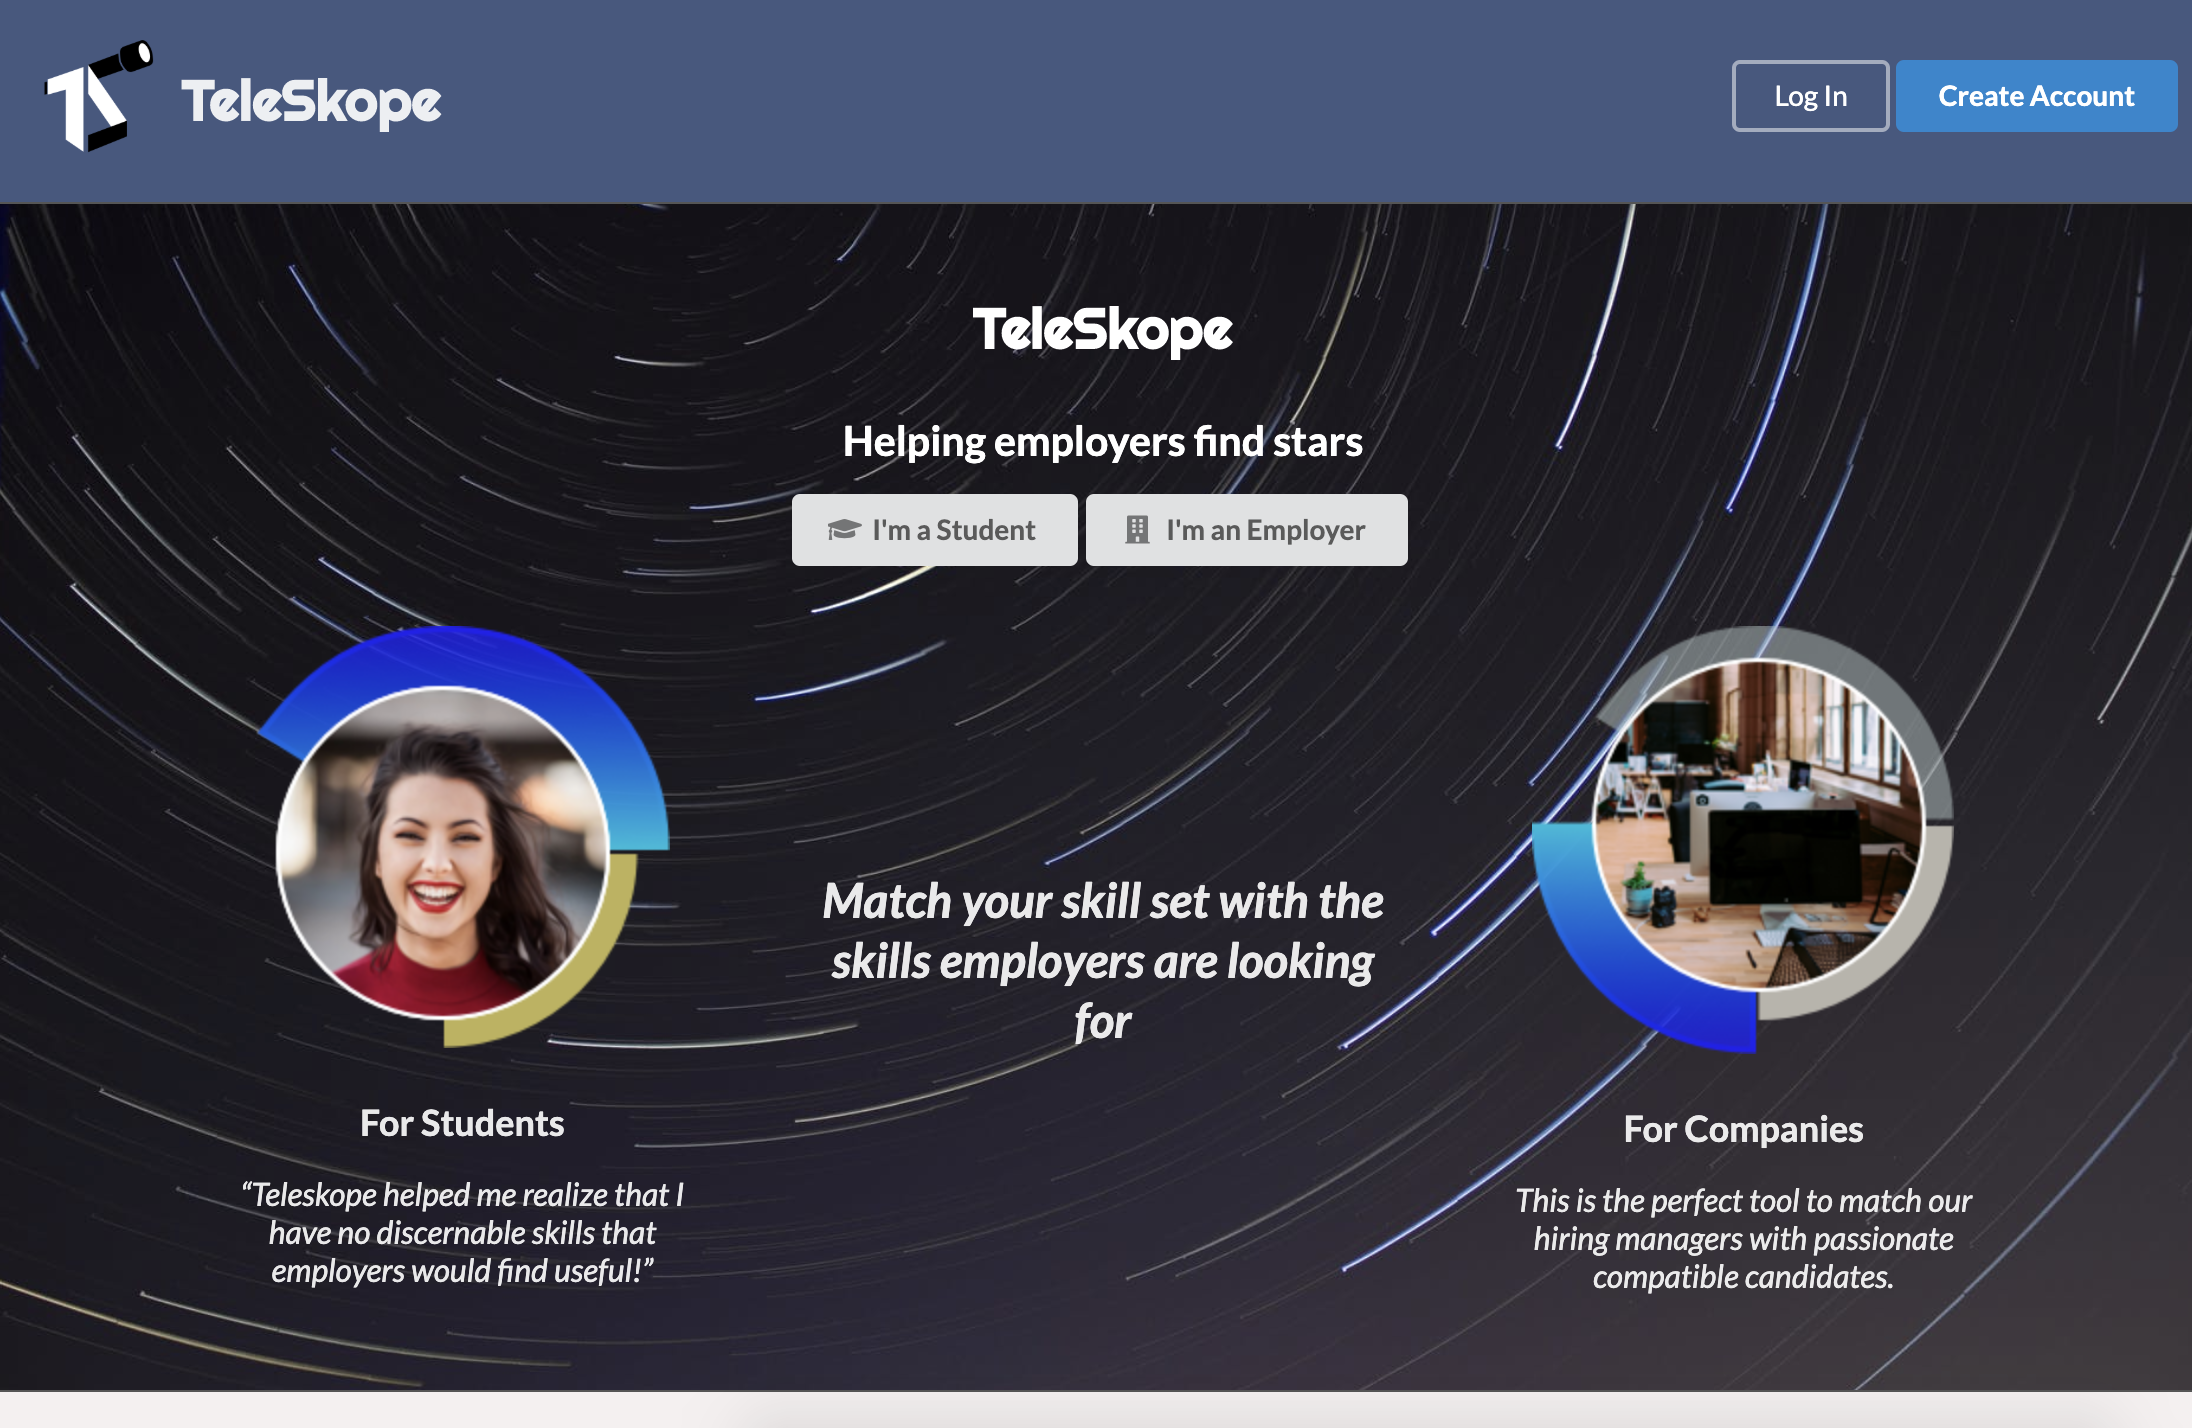 TeleSkope
Log In
Create Account
TeleSkope
Helping employers find stars
I'm a Student
I'm an Employer
Match your skill set with the
skills employers are looking
for
For Students
“Teleskope helped me realize that I
have no discernable skills that
employers would find useful!”
For Companies
This is the perfect tool to match our
hiring managers with passionate
compatible candidates.